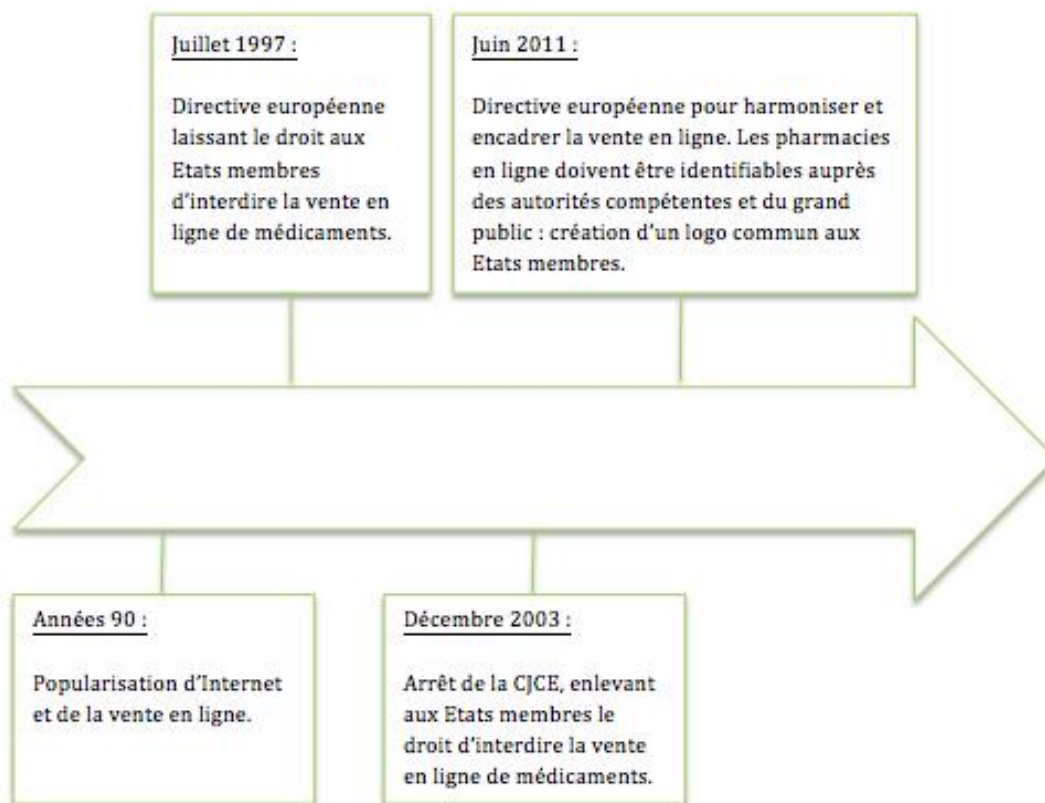 Juillet 1997 :
Directive européenne
laissant le droit aux
Etats membres
d'interdire la vente en
ligne de médicaments.
Juin 2011 :
Directive européenne pour harmoniser et
encadrer la vente en ligne. Les pharmacies
en ligne doivent être identifiables auprès
des autorités compétentes et du grand
public : création d'un logo commun aux
Etats membres.
Années 90 :
Popularisation d'Internet
et de la vente en ligne.
Décembre 2003 :
Arrêt de la CJCE, enlevant
aux Etats membres le
droit d'interdire la vente
en ligne de médicaments.